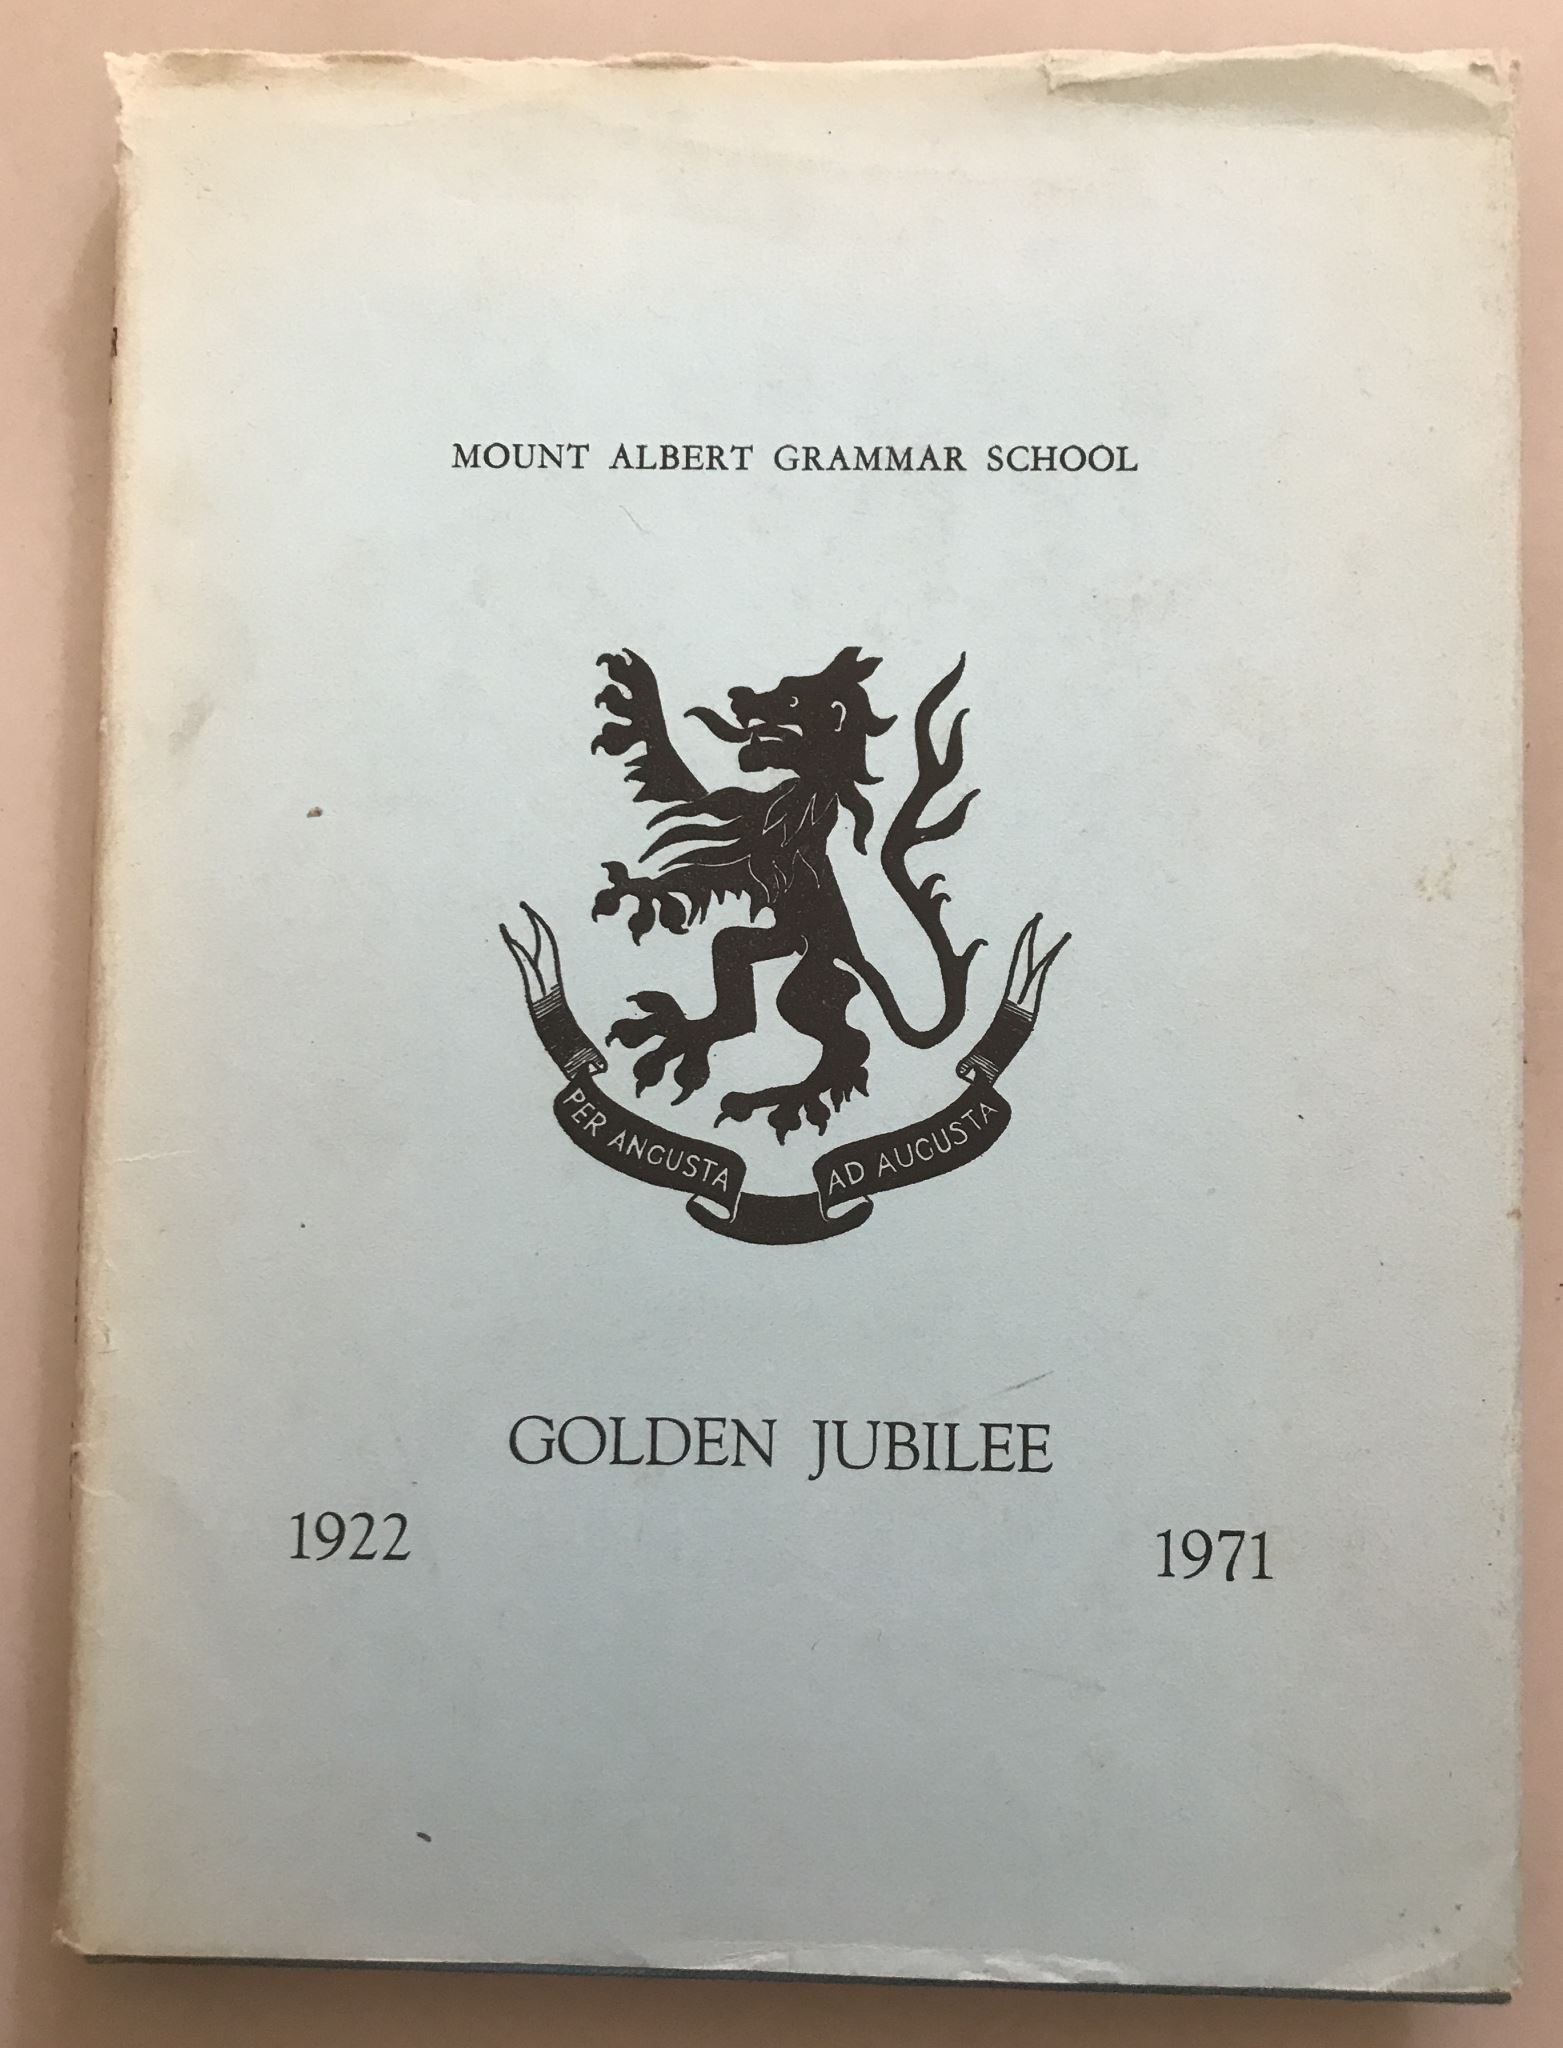 MOUNT ALBERT GRAMMAR SCHOOL
PER ANGUSTA AD AUGUSTA
GOLDEN JUBILEE
1922 1971